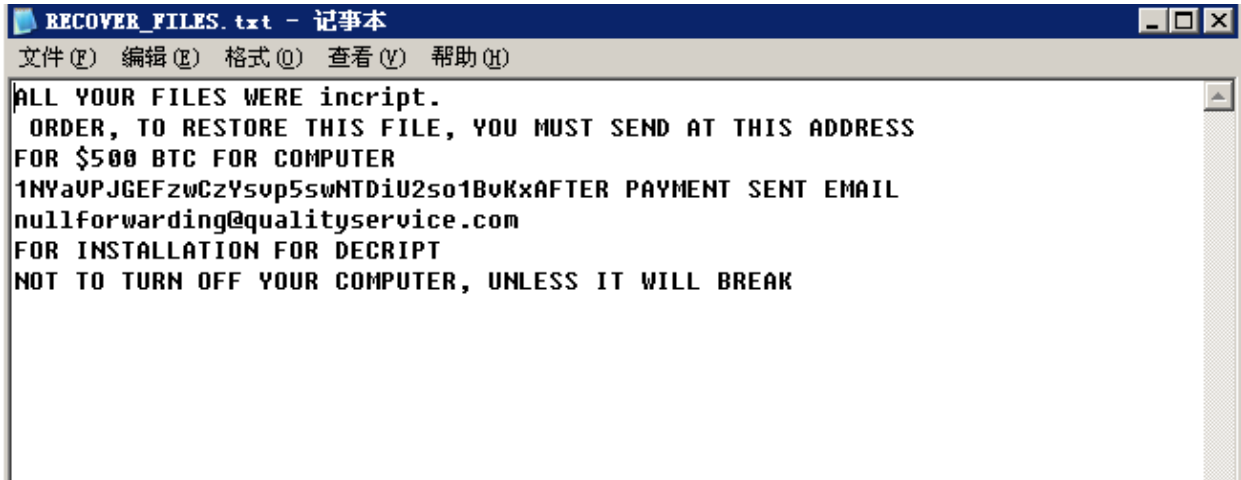 RECOVER_FILES.txt - 记事本
文件(F) 编辑(E) 格式(O) 查看(V) 帮助(H)
ALL YOUR FILES WERE incript.
ORDER, TO RESTORE THIS FILE, YOU MUST SEND AT THIS ADDRESS
FOR $500 BTC FOR COMPUTER
1NYaVPJGEFzwCzYsvp5swNTDiU2so1BvKxAFTER PAYMENT SENT EMAIL
nullforwarding@qualityservice.com
FOR INSTALLATION FOR DECRIPT
NOT TO TURN OFF YOUR COMPUTER, UNLESS IT WILL BREAK